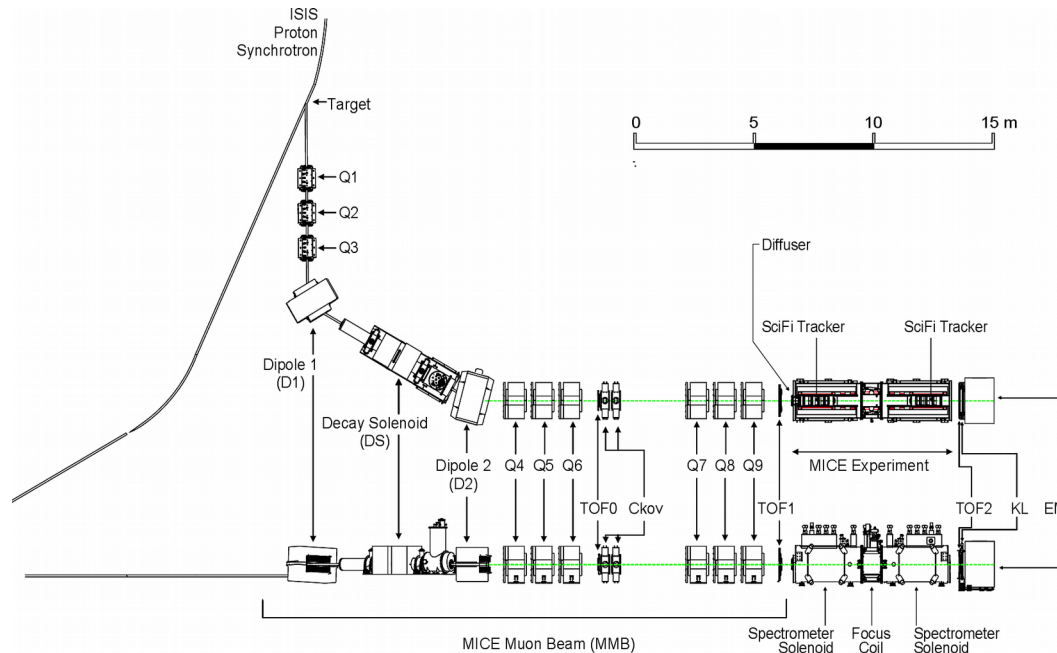 ISIS
Proton
Synchrotron
Target
0 5 10 15 m
Q1
Q2
Q3
Diffuser
SciFi Tracker SciFi Tracker
Dipole 1
(D1)
Decay Solenoid
(DS)
Dipole 2
(D2)
Q4 Q5 Q6 Q7 Q8 Q9
MICE Experiment
TOF0 Ckov TOF1 TOF2 KL
MICE Muon Beam (MMB)
Spectrometer
Solenoid
Focus
Coil
Spectrometer
Solenoid